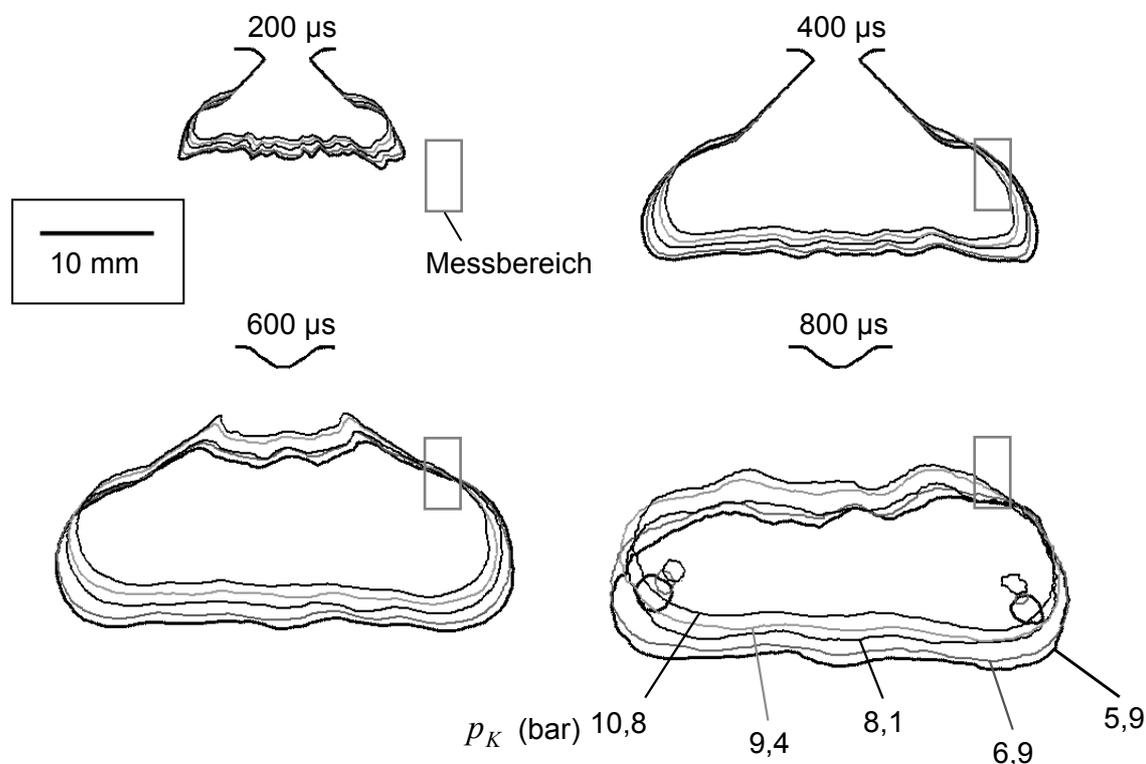 200 µs
400 µs
10 mm
Messbereich
600 µs
800 µs
p_K (bar) 10,8
9,4
8,1
6,9
5,9